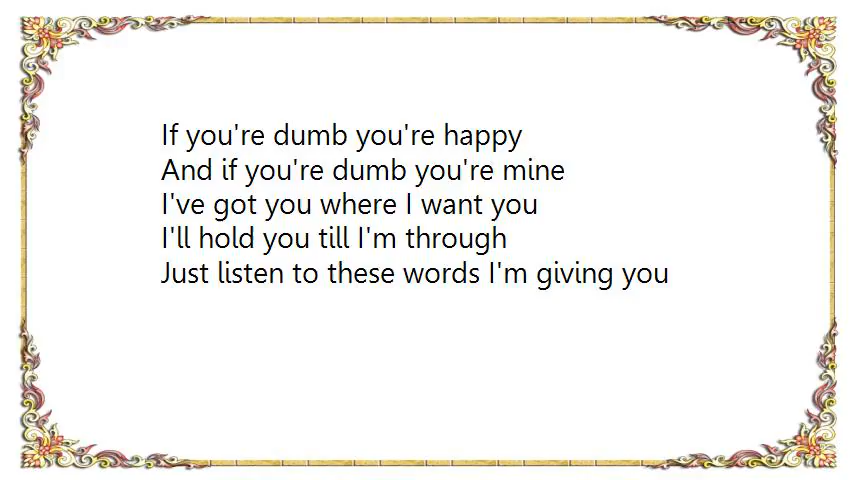 If you're dumb you're happy
And if you're dumb you're mine
I've got you where I want you
I'll hold you till I'm through
Just listen to these words I'm giving you